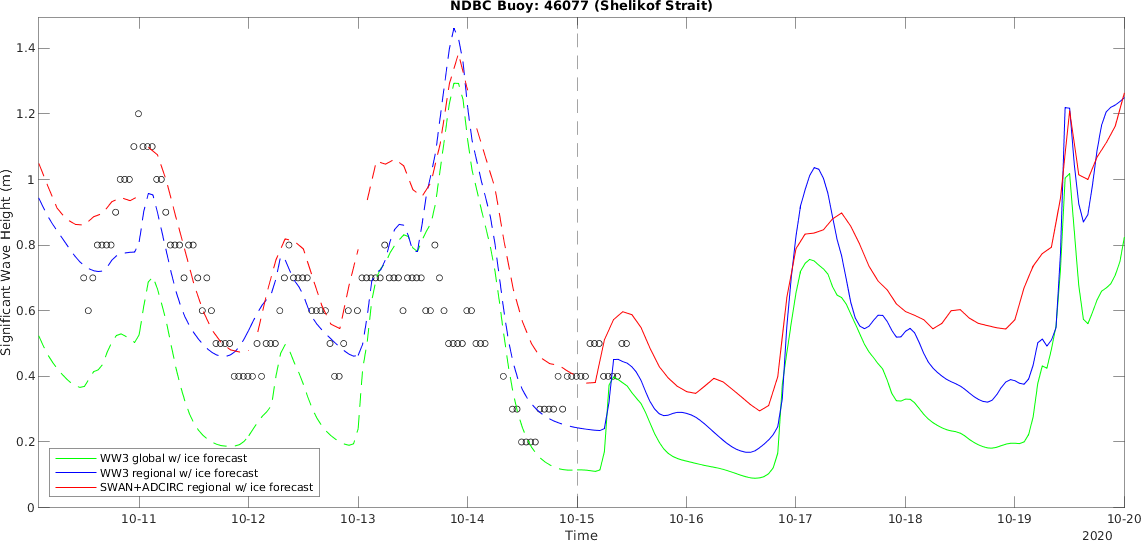 NDBC Buoy: 46077 (Shelikof Strait)
Significant Wave Height (m)
1.4
1.2
1
0.8
0.6
0.4
0.2
0
WW3 global w/ ice forecast
WW3 regional w/ ice forecast
SWAN+ADCIRC regional w/ ice forecast
10-11 10-12 10-13 10-14 10-15 10-16 10-17 10-18 10-19 10-20
Time
2020